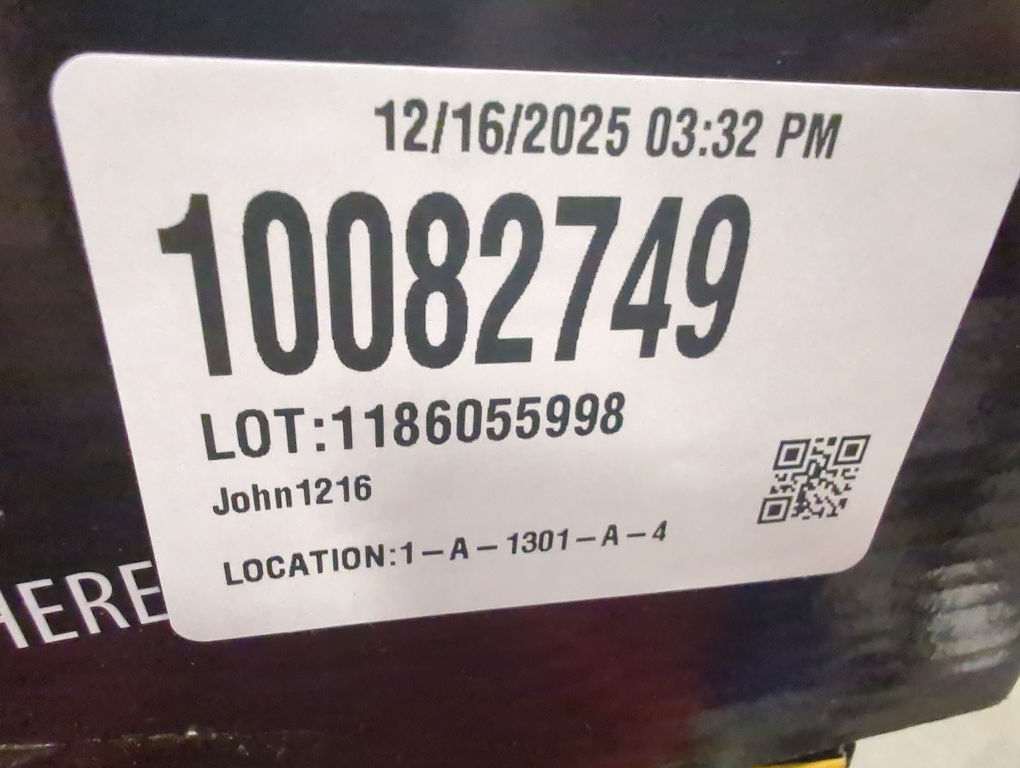 12/16/2025 03:32 PM
10082749
LOT:1186055998
John1216
LOCATION:1-A-1301-A-4
HERE